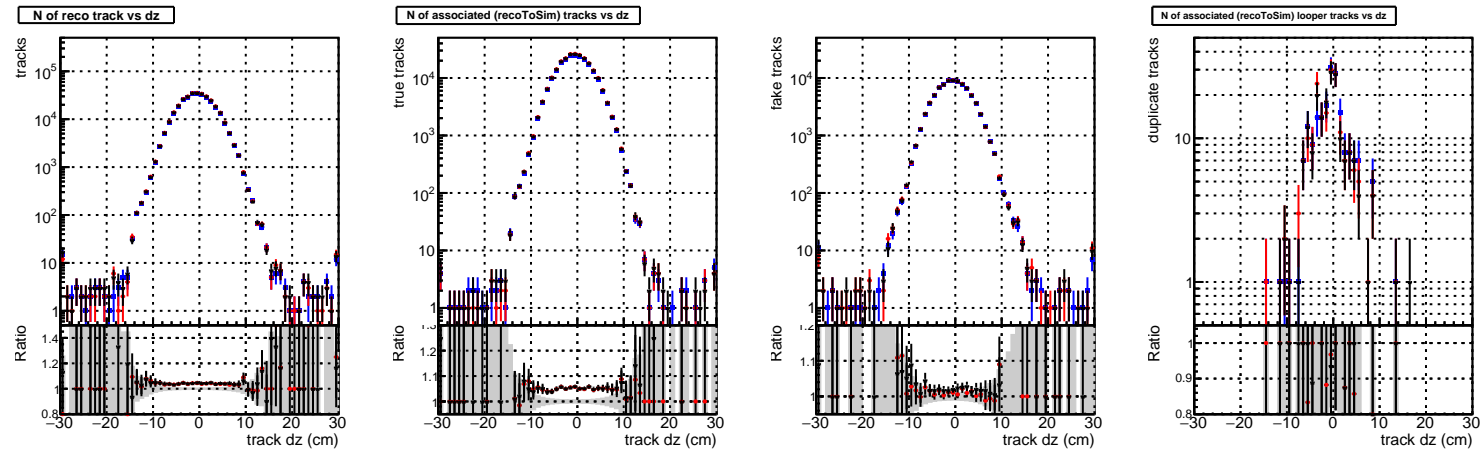 N of reco track vs dz
tracks
10^5
10^4
10^3
10^2
10
1
Ratio
1.4
1.2
1
0.8
−30 −20 −10 0 10 20 30
track dz (cm)
N of associated (recoToSim) tracks vs dz
true tracks
10^4
10^3
10^2
10
1
Ratio
1.3
1.2
1.1
1
−30 −20 −10 0 10 20 30
track dz (cm)
fake tracks
10^4
10^3
10^2
10
1
Ratio
1.2
1.1
1
−30 −20 −10 0 10 20 30
track dz (cm)
N of associated (recoToSim) looper tracks vs dz
duplicate tracks
10
1
Ratio
1
0.9
0.8
−30 −20 −10 0 10 20 30
track dz (cm)